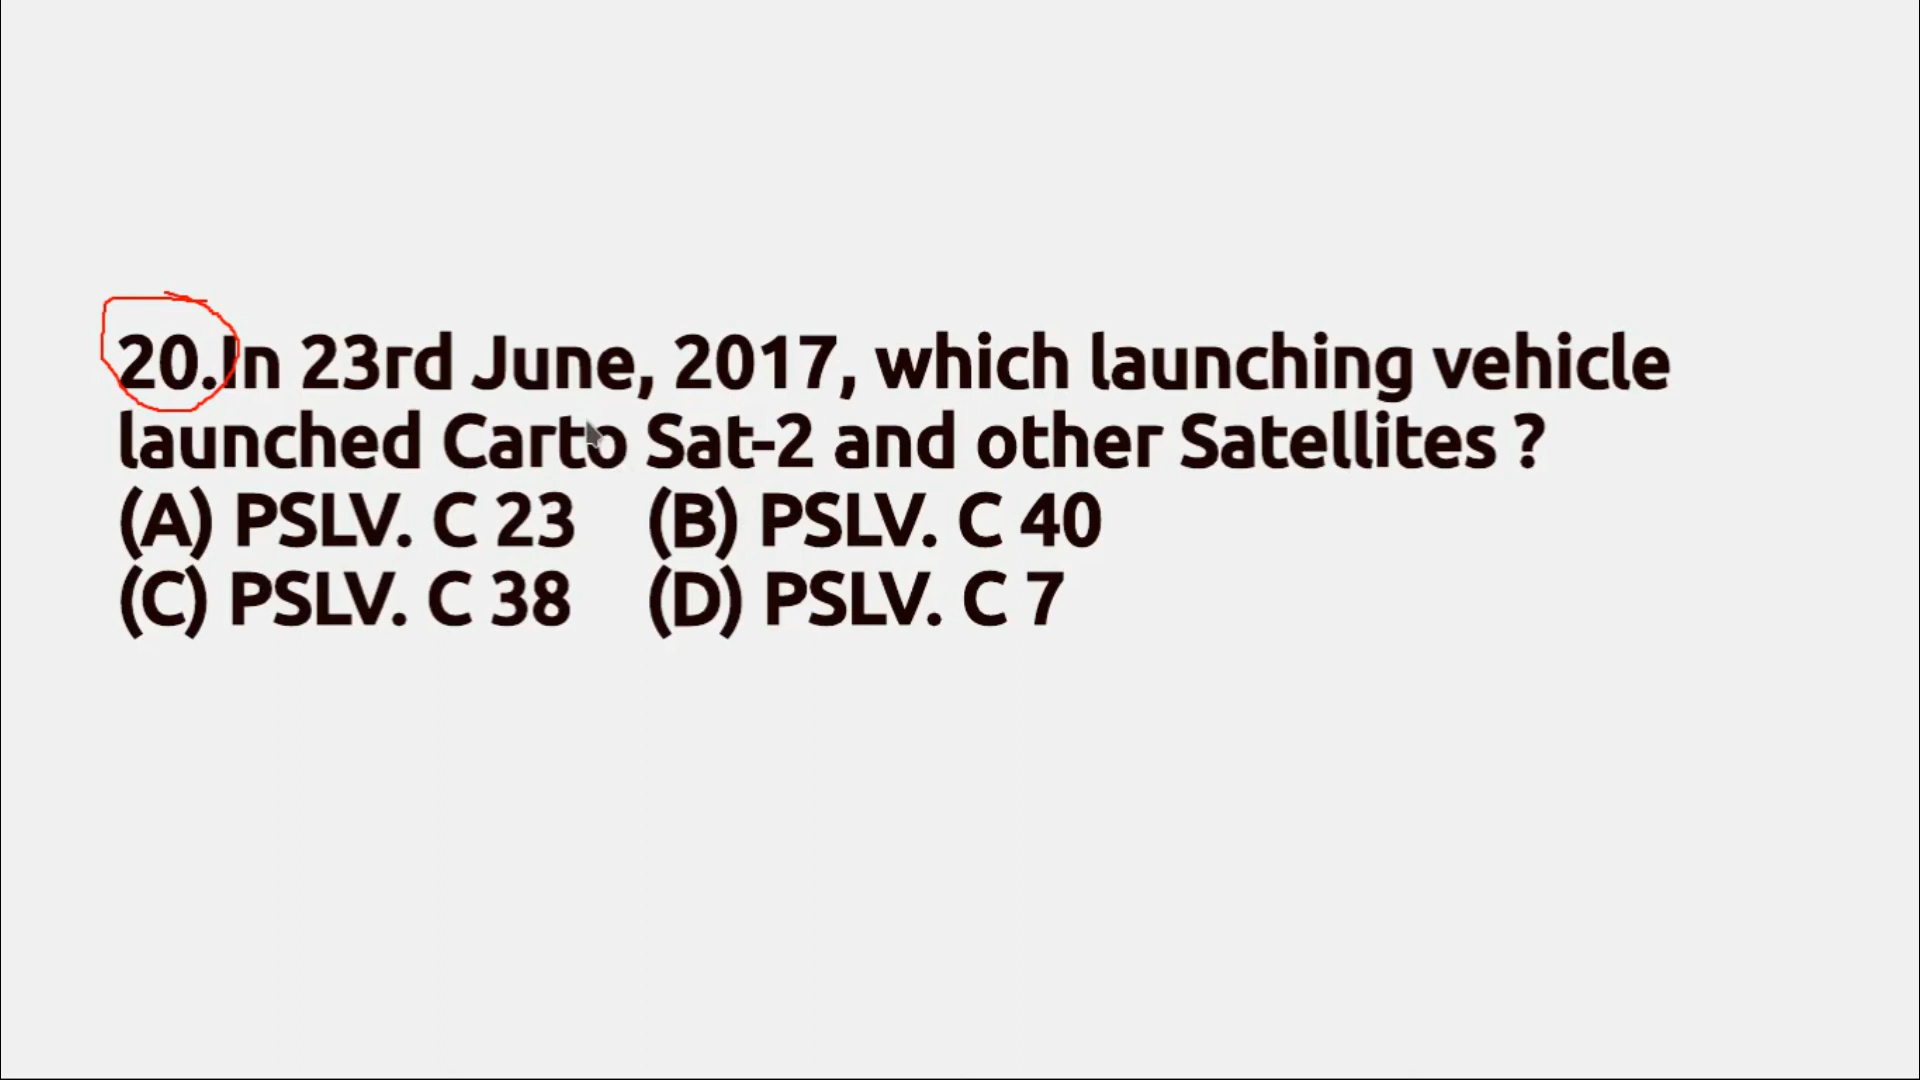 20.In 23rd June, 2017, which launching vehicle
launched Carto Sat-2 and other Satellites ?
(A) PSLV. C 23 (B) PSLV. C 40
(C) PSLV. C 38 (D) PSLV. C 7